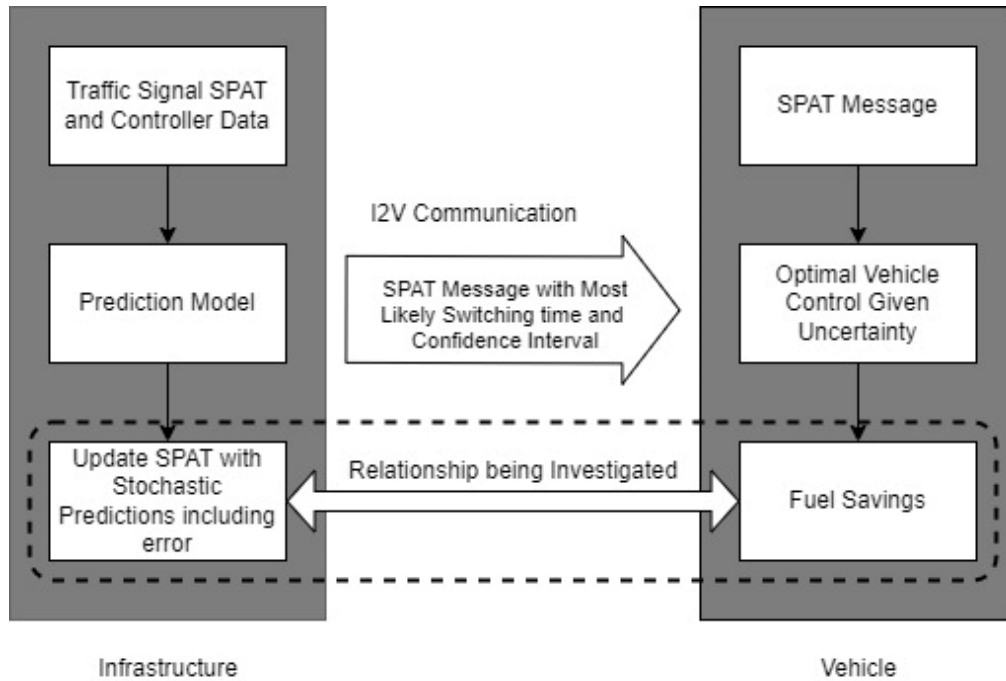 Traffic Signal SPAT
and Controller Data
Prediction Model
Update SPAT with
Stochastic
Predictions including
error
I2V Communication
SPAT Message with Most
Likely Switching time and
Confidence Interval
Relationship being Investigated
SPAT Message
Optimal Vehicle
Control Given
Uncertainty
Fuel Savings
Infrastructure
Vehicle